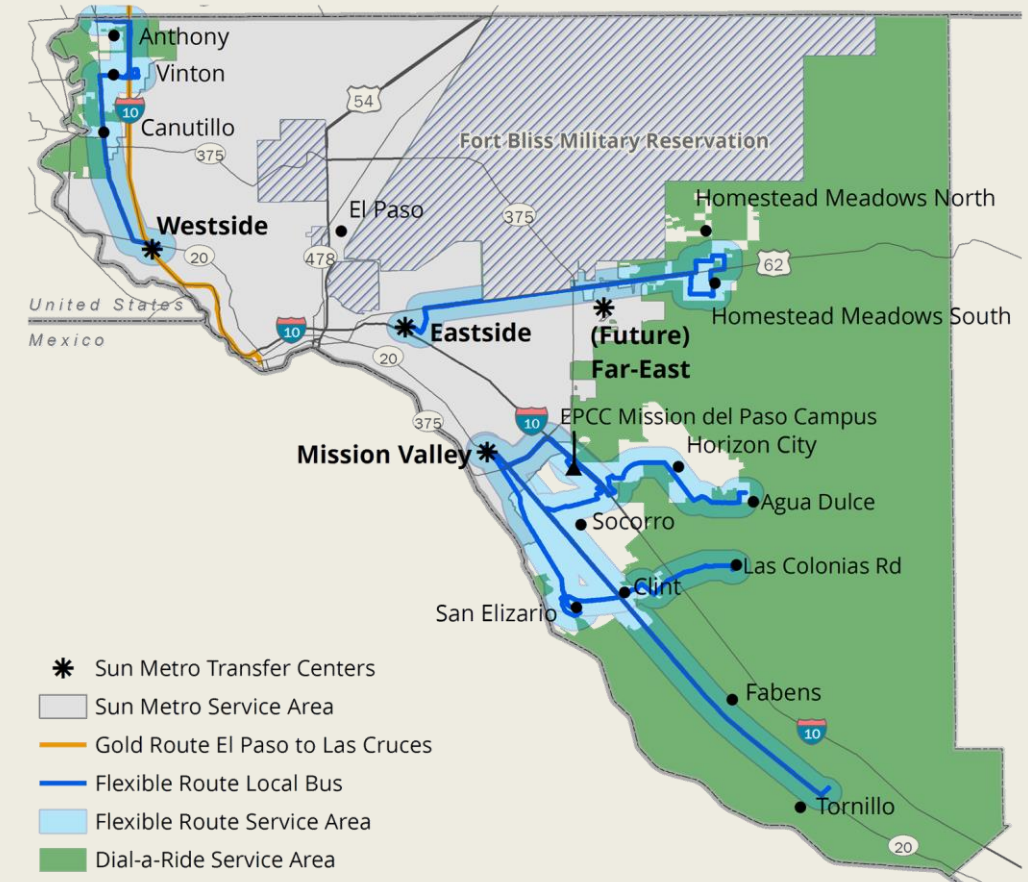 Anthony
Vinton
10
Canutillo
54
375
Fort Bliss Military Reservation
Homestead Meadows North
El Paso
375
Westside
20
478
62
United States
Mexico
10
Eastside
(Future)
Far-East
Homestead Meadows South
20
375
10
EPCC Mission del Paso Campus
Horizon City
Mission Valley
Agua Dulce
Socorro
Las Colonias Rd
Clint
San Elizario
Fabens
10
Tornillo
20
Sun Metro Transfer Centers
Sun Metro Service Area
Gold Route El Paso to Las Cruces
Flexible Route Local Bus
Flexible Route Service Area
Dial-a-Ride Service Area